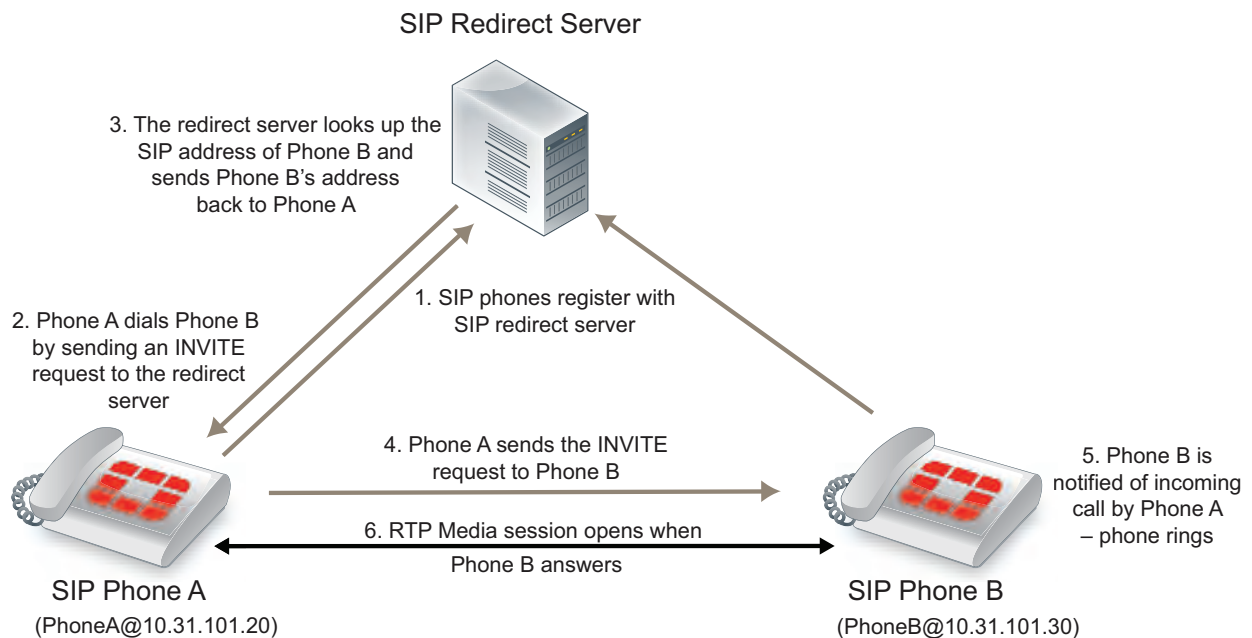 SIP Redirect Server
3. The redirect server looks up the
SIP address of Phone B and
sends Phone B's address
back to Phone A
1. SIP phones register with
SIP redirect server
2. Phone A dials Phone B
by sending an INVITE
request to the redirect
server
4. Phone A sends the INVITE
request to Phone B
5. Phone B is
notified of incoming
call by Phone A
– phone rings
6. RTP Media session opens when
Phone B answers
SIP Phone A
(PhoneA@10.31.101.20)
SIP Phone B
(PhoneB@10.31.101.30)